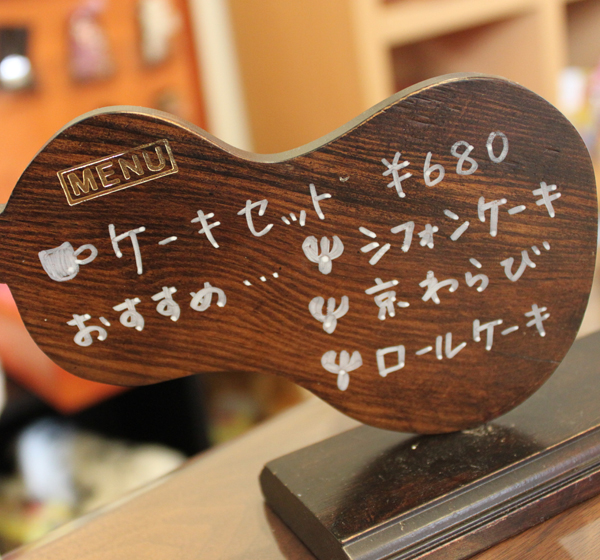 MENU
ケーキセット ¥680
おすすめ… シフォンケーキ
京わらび
ロールケーキ